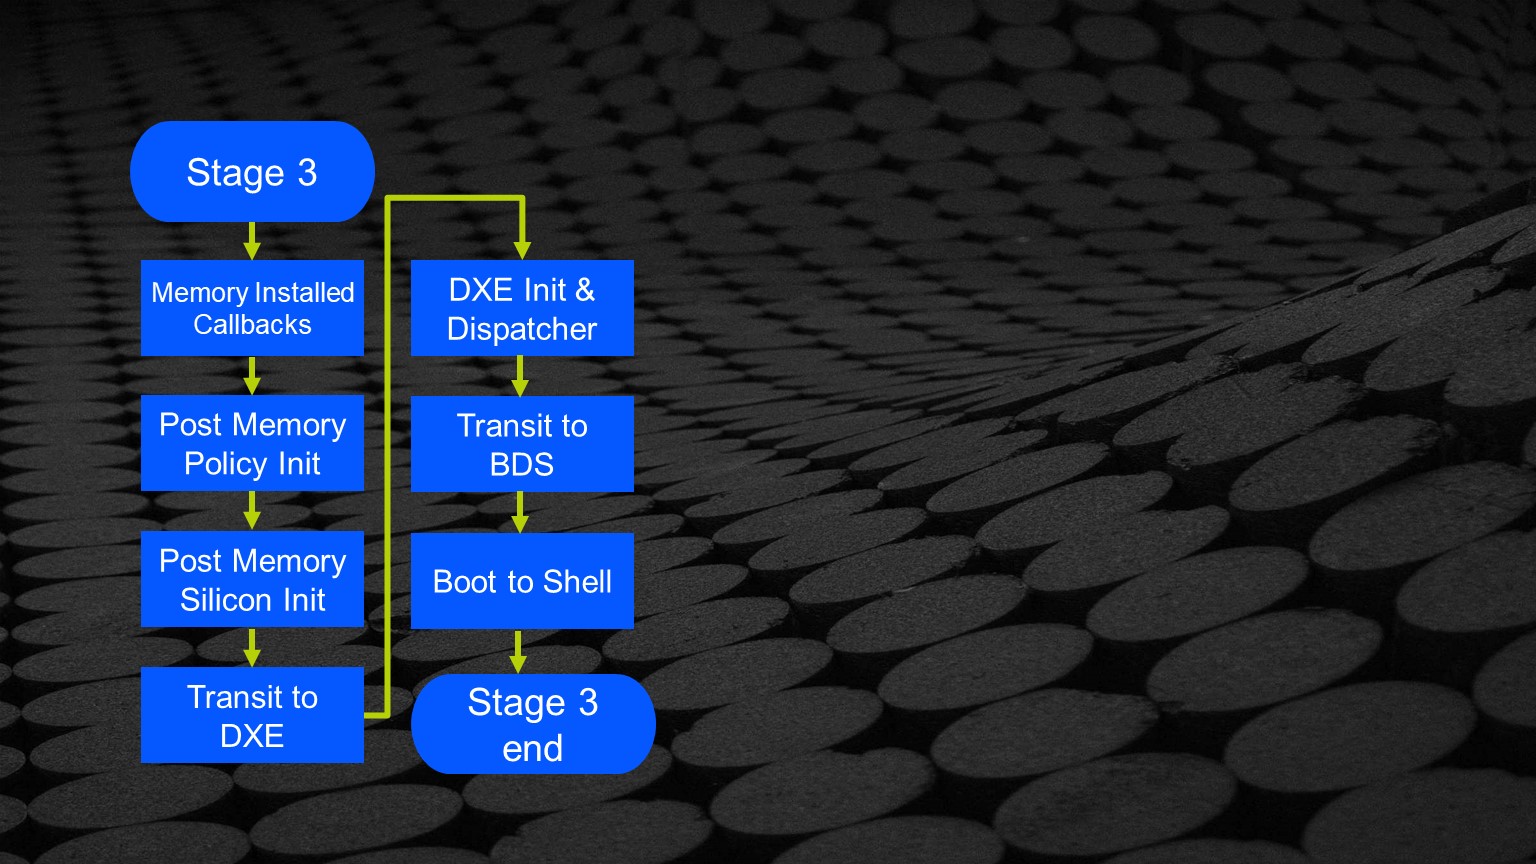 Stage 3
Memory Installed
Callbacks
Post Memory
Policy Init
Post Memory
Silicon Init
Transit to
DXE
DXE Init &
Dispatcher
Transit to
BDS
Boot to Shell
Stage 3
end